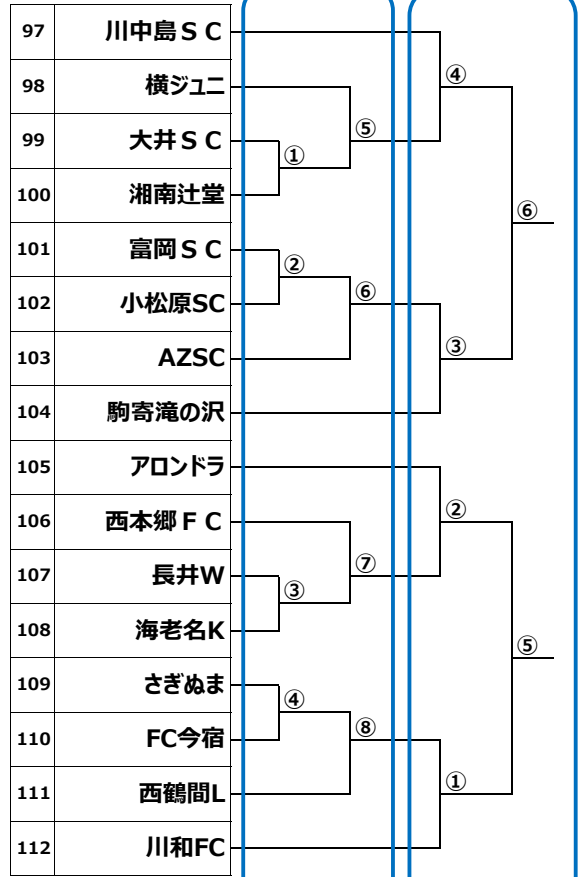 97 川中島ＳＣ
④
98 横ジュニ
⑤
99 大井ＳＣ
①
100 湘南辻堂
⑥
101 富岡ＳＣ
②
102 小松原SC
⑥
103 AZSC
③
104 駒寄滝の沢
105 アロンドラ
②
106 西本郷ＦＣ
⑦
107 長井W
③
108 海老名K
⑤
109 さぎぬま
④
110 FC今宿
⑧
111 西鶴間L
①
112 川和FC